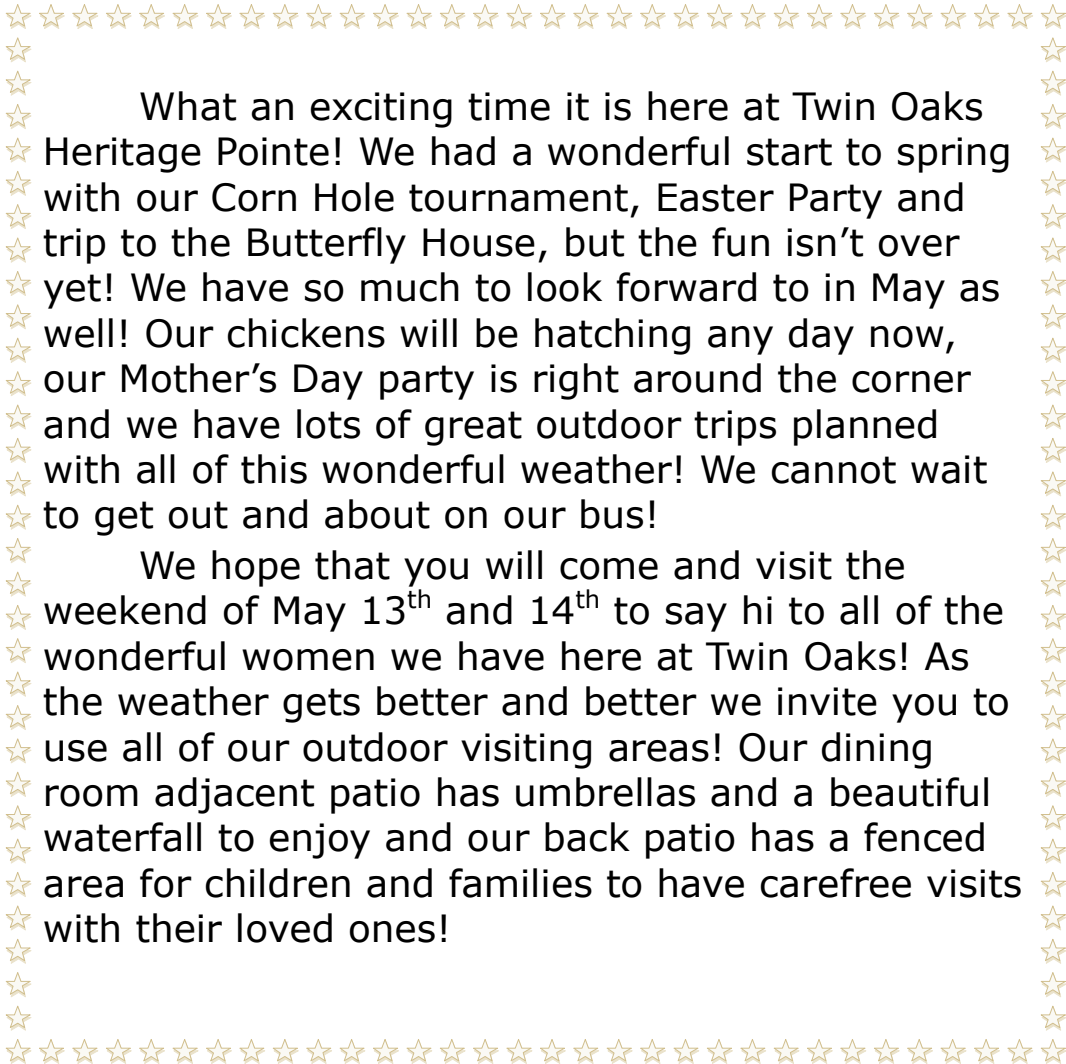 What an exciting time it is here at Twin Oaks
Heritage Pointe! We had a wonderful start to spring
with our Corn Hole tournament, Easter Party and
trip to the Butterfly House, but the fun isn’t over
yet! We have so much to look forward to in May as
well! Our chickens will be hatching any day now,
our Mother’s Day party is right around the corner
and we have lots of great outdoor trips planned
with all of this wonderful weather! We cannot wait
to get out and about on our bus!
We hope that you will come and visit the
weekend of May 13th and 14th to say hi to all of the
wonderful women we have here at Twin Oaks! As
the weather gets better and better we invite you to
use all of our outdoor visiting areas! Our dining
room adjacent patio has umbrellas and a beautiful
waterfall to enjoy and our back patio has a fenced
area for children and families to have carefree visits
with their loved ones!